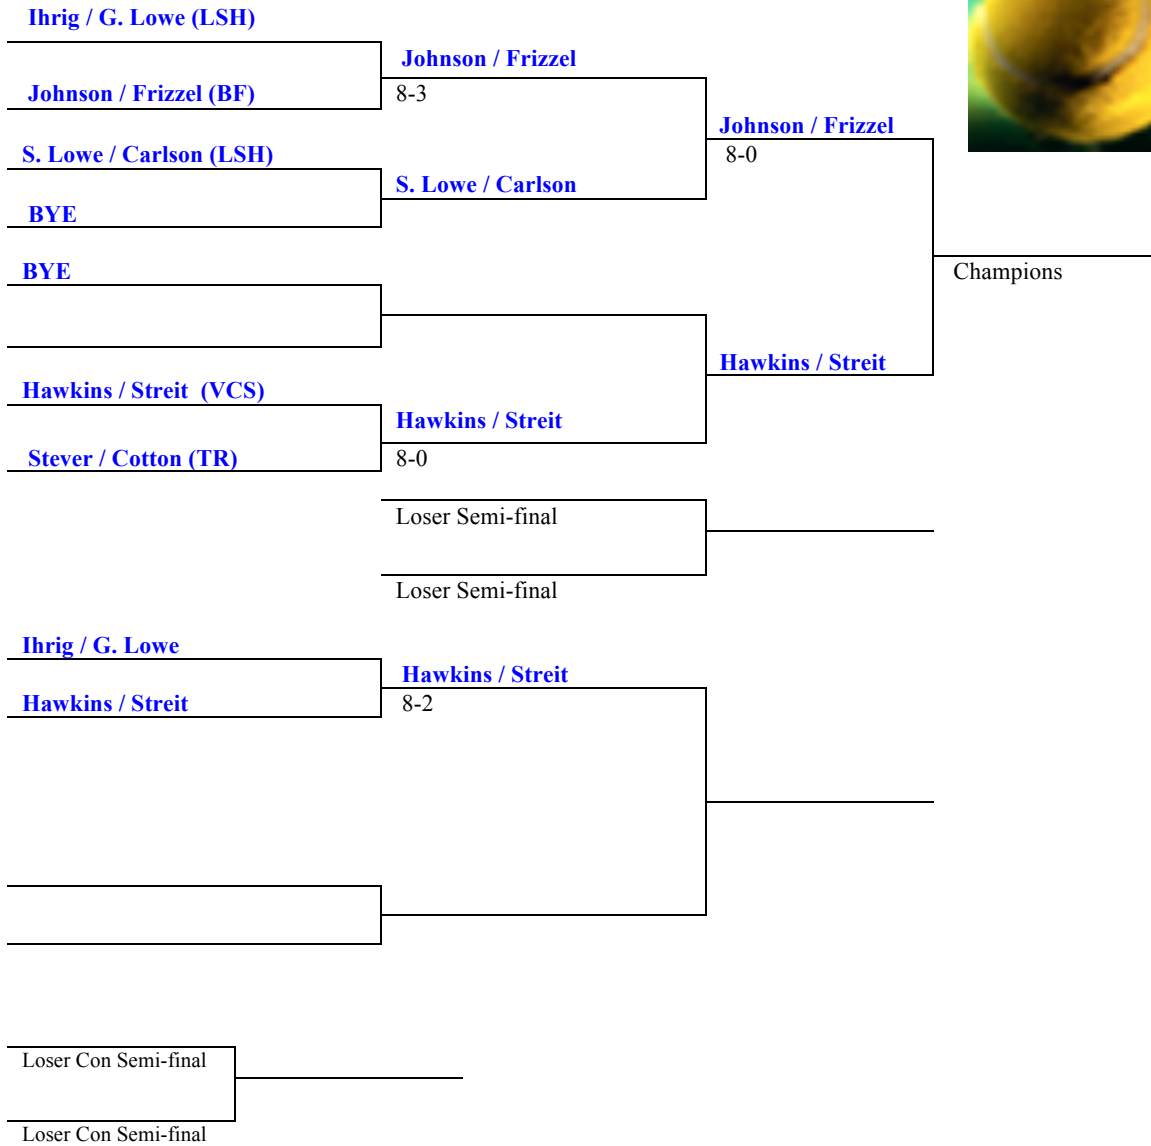 Ihrig / G. Lowe (LSH)
Johnson / Frizzel
Johnson / Frizzel (BF)
8-3
Johnson / Frizzel
S. Lowe / Carlson (LSH)
8-0
S. Lowe / Carlson
BYE
BYE
Champions
Hawkins / Streit
Hawkins / Streit (VCS)
Hawkins / Streit
Stever / Cotton (TR)
8-0
Loser Semi-final
Loser Semi-final
Ihrig / G. Lowe
Hawkins / Streit
Hawkins / Streit
8-2
Loser Con Semi-final
Loser Con Semi-final